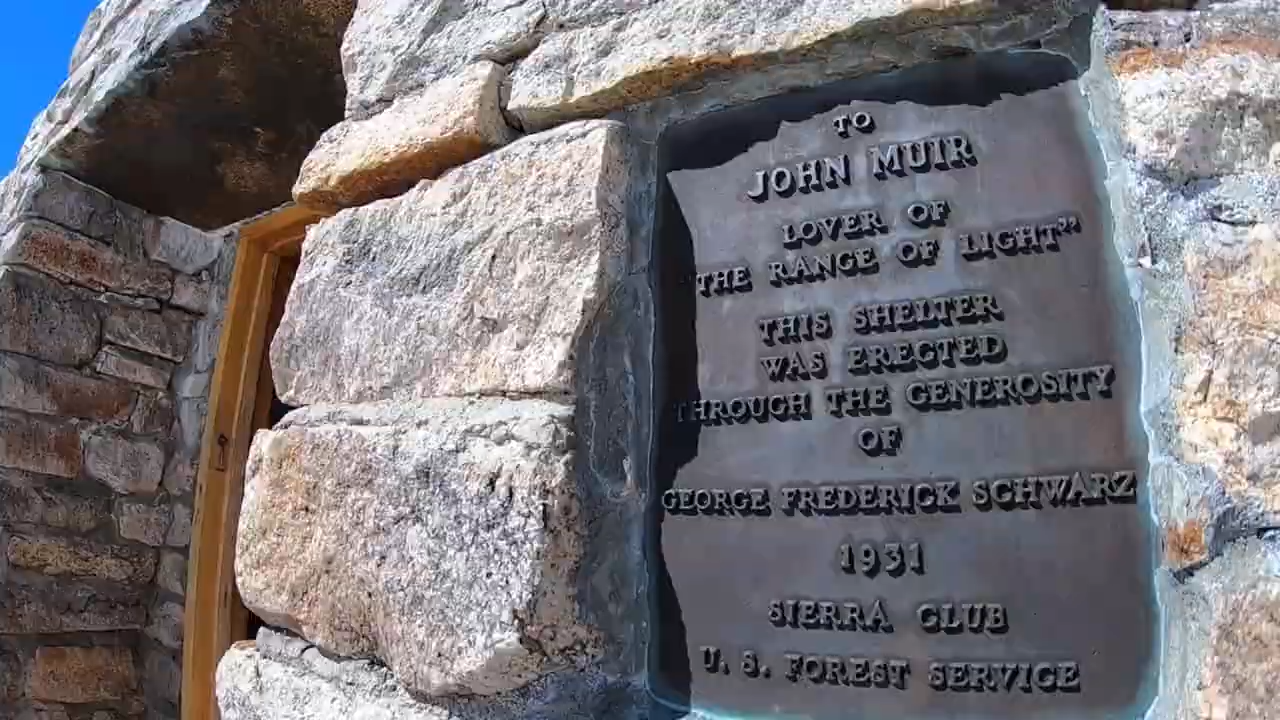 TO
JOHN MUIR
LOVER OF
"THE RANGE OF LIGHT"
THIS SHELTER
WAS ERECTED
THROUGH THE GENEROSITY
OF
GEORGE FREDERICK SCHWARZ
1931
SIERRA CLUB
U. S. FOREST SERVICE